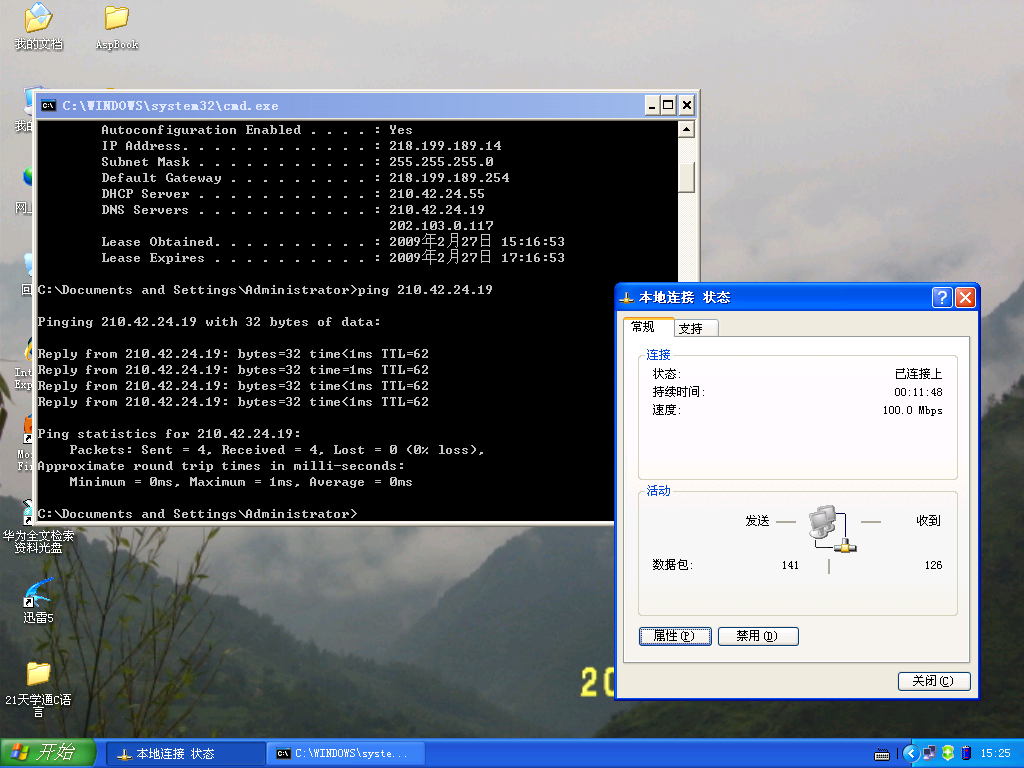 我的文档
AspBook
C:\WINDOWS\system32\cmd.exe
Autoconfiguration Enabled . . . . : Yes
IP Address. . . . . . . . . . . . : 218.199.189.14
Subnet Mask . . . . . . . . . . . : 255.255.255.0
Default Gateway . . . . . . . . . : 218.199.189.254
DHCP Server . . . . . . . . . . . : 210.42.24.55
DNS Servers . . . . . . . . . . . : 210.42.24.19
202.103.0.117
Lease Obtained. . . . . . . . . . : 2009年2月27日 15:16:53
Lease Expires . . . . . . . . . . : 2009年2月27日 17:16:53
C:\Documents and Settings\Administrator>ping 210.42.24.19
Pinging 210.42.24.19 with 32 bytes of data:
Reply from 210.42.24.19: bytes=32 time<1ms TTL=62
Reply from 210.42.24.19: bytes=32 time=1ms TTL=62
Reply from 210.42.24.19: bytes=32 time<1ms TTL=62
Reply from 210.42.24.19: bytes=32 time<1ms TTL=62
Ping statistics for 210.42.24.19:
Packets: Sent = 4, Received = 4, Lost = 0 (0% loss),
Approximate round trip times in milli-seconds:
Minimum = 0ms, Maximum = 1ms, Average = 0ms
C:\Documents and Settings\Administrator>
本地连接 状态
常规
支持
连接
状态:
已连接上
持续时间:
00:11:48
速度:
100.0 Mbps
活动
发送
收到
数据包:
141
126
属性(P)
禁用(D)
关闭(C)
华为全文检索
资料光盘
迅雷5
21天学通C语
言
20
开始
本地连接 状态
C:\WINDOWS\syste...
15:25